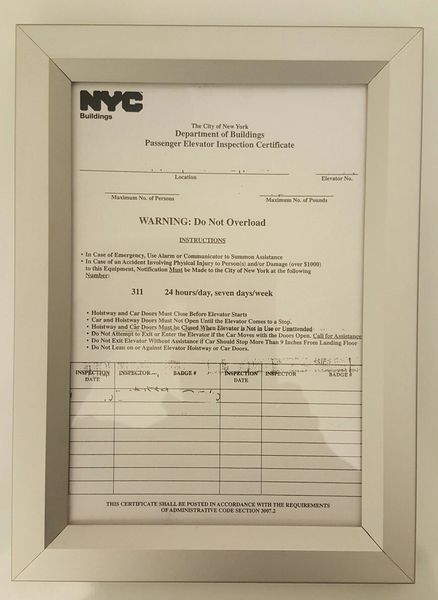 NYC
Buildings
The City of New York
Department of Buildings
Passenger Elevator Inspection Certificate
Location
Elevator No.
Maximum No. of Persons
Maximum No. of Pounds
WARNING: Do Not Overload
INSTRUCTIONS
• In Case of Emergency, Use Alarm or Communicator to Summon Assistance
• In Case of an Accident Involving Physical Injury to Person(s) and/or Damage (over $1000)
to this Equipment, Notification Must be Made to the City of New York at the following
Number:
311 24 hours/day, seven days/week
• Hoistway and Car Doors Must Close Before Elevator Starts
• Car and Hoistway Doors Must Not Open Until the Elevator Comes to a Stop.
• Hoistway and Car Doors Must be Closed When Elevator is Not in Use or Unattended
• Do Not Attempt to Exit or Enter the Elevator if the Car Moves with the Doors Open. Call for Assistance
• Do Not Exit Elevator Without Assistance if Car Should Stop More Than 9 Inches From Landing Floor
• Do Not Lean on or Against Elevator Hoistway or Car Doors.
INSPECTION DATE INSPECTOR BADGE # INSPECTION DATE INSPECTOR BADGE #
THIS CERTIFICATE SHALL BE POSTED IN ACCORDANCE WITH THE REQUIREMENTS
OF ADMINISTRATIVE CODE SECTION 3007.2